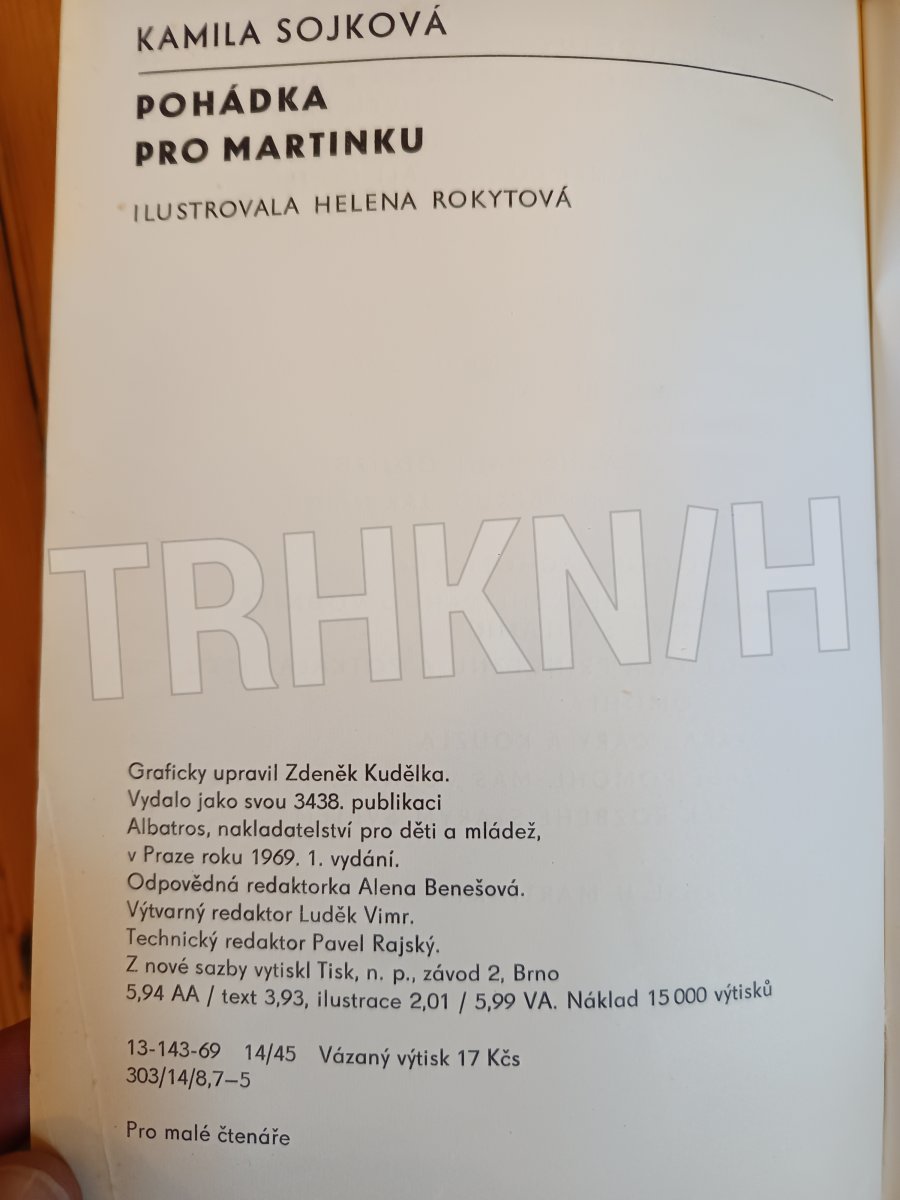 KAMILA SOJKOVÁ
POHÁDKA
PRO MARTINKU
ILUSTROVALA HELENA ROKYTOVÁ
TRHKNIH
Graficky upravil Zdeněk Kudělka.
Vydalo jako svou 3438. publikaci
Albatros, nakladatelství pro děti a mládež,
v Praze roku 1969. 1. vydání.
Odpovědná redaktorka Alena Benešová.
Výtvarný redaktor Luděk Vimr.
Technický redaktor Pavel Rajský.
Z nové sazby vytiskl Tisk, n. p., závod 2, Brno
5,94 AA / text 3,93, ilustrace 2,01 / 5,99 VA. Náklad 15 000 výtisků
13-143-69 14/45 Vázaný výtisk 17 Kčs
303/14/8,7–5
Pro malé čtenáře